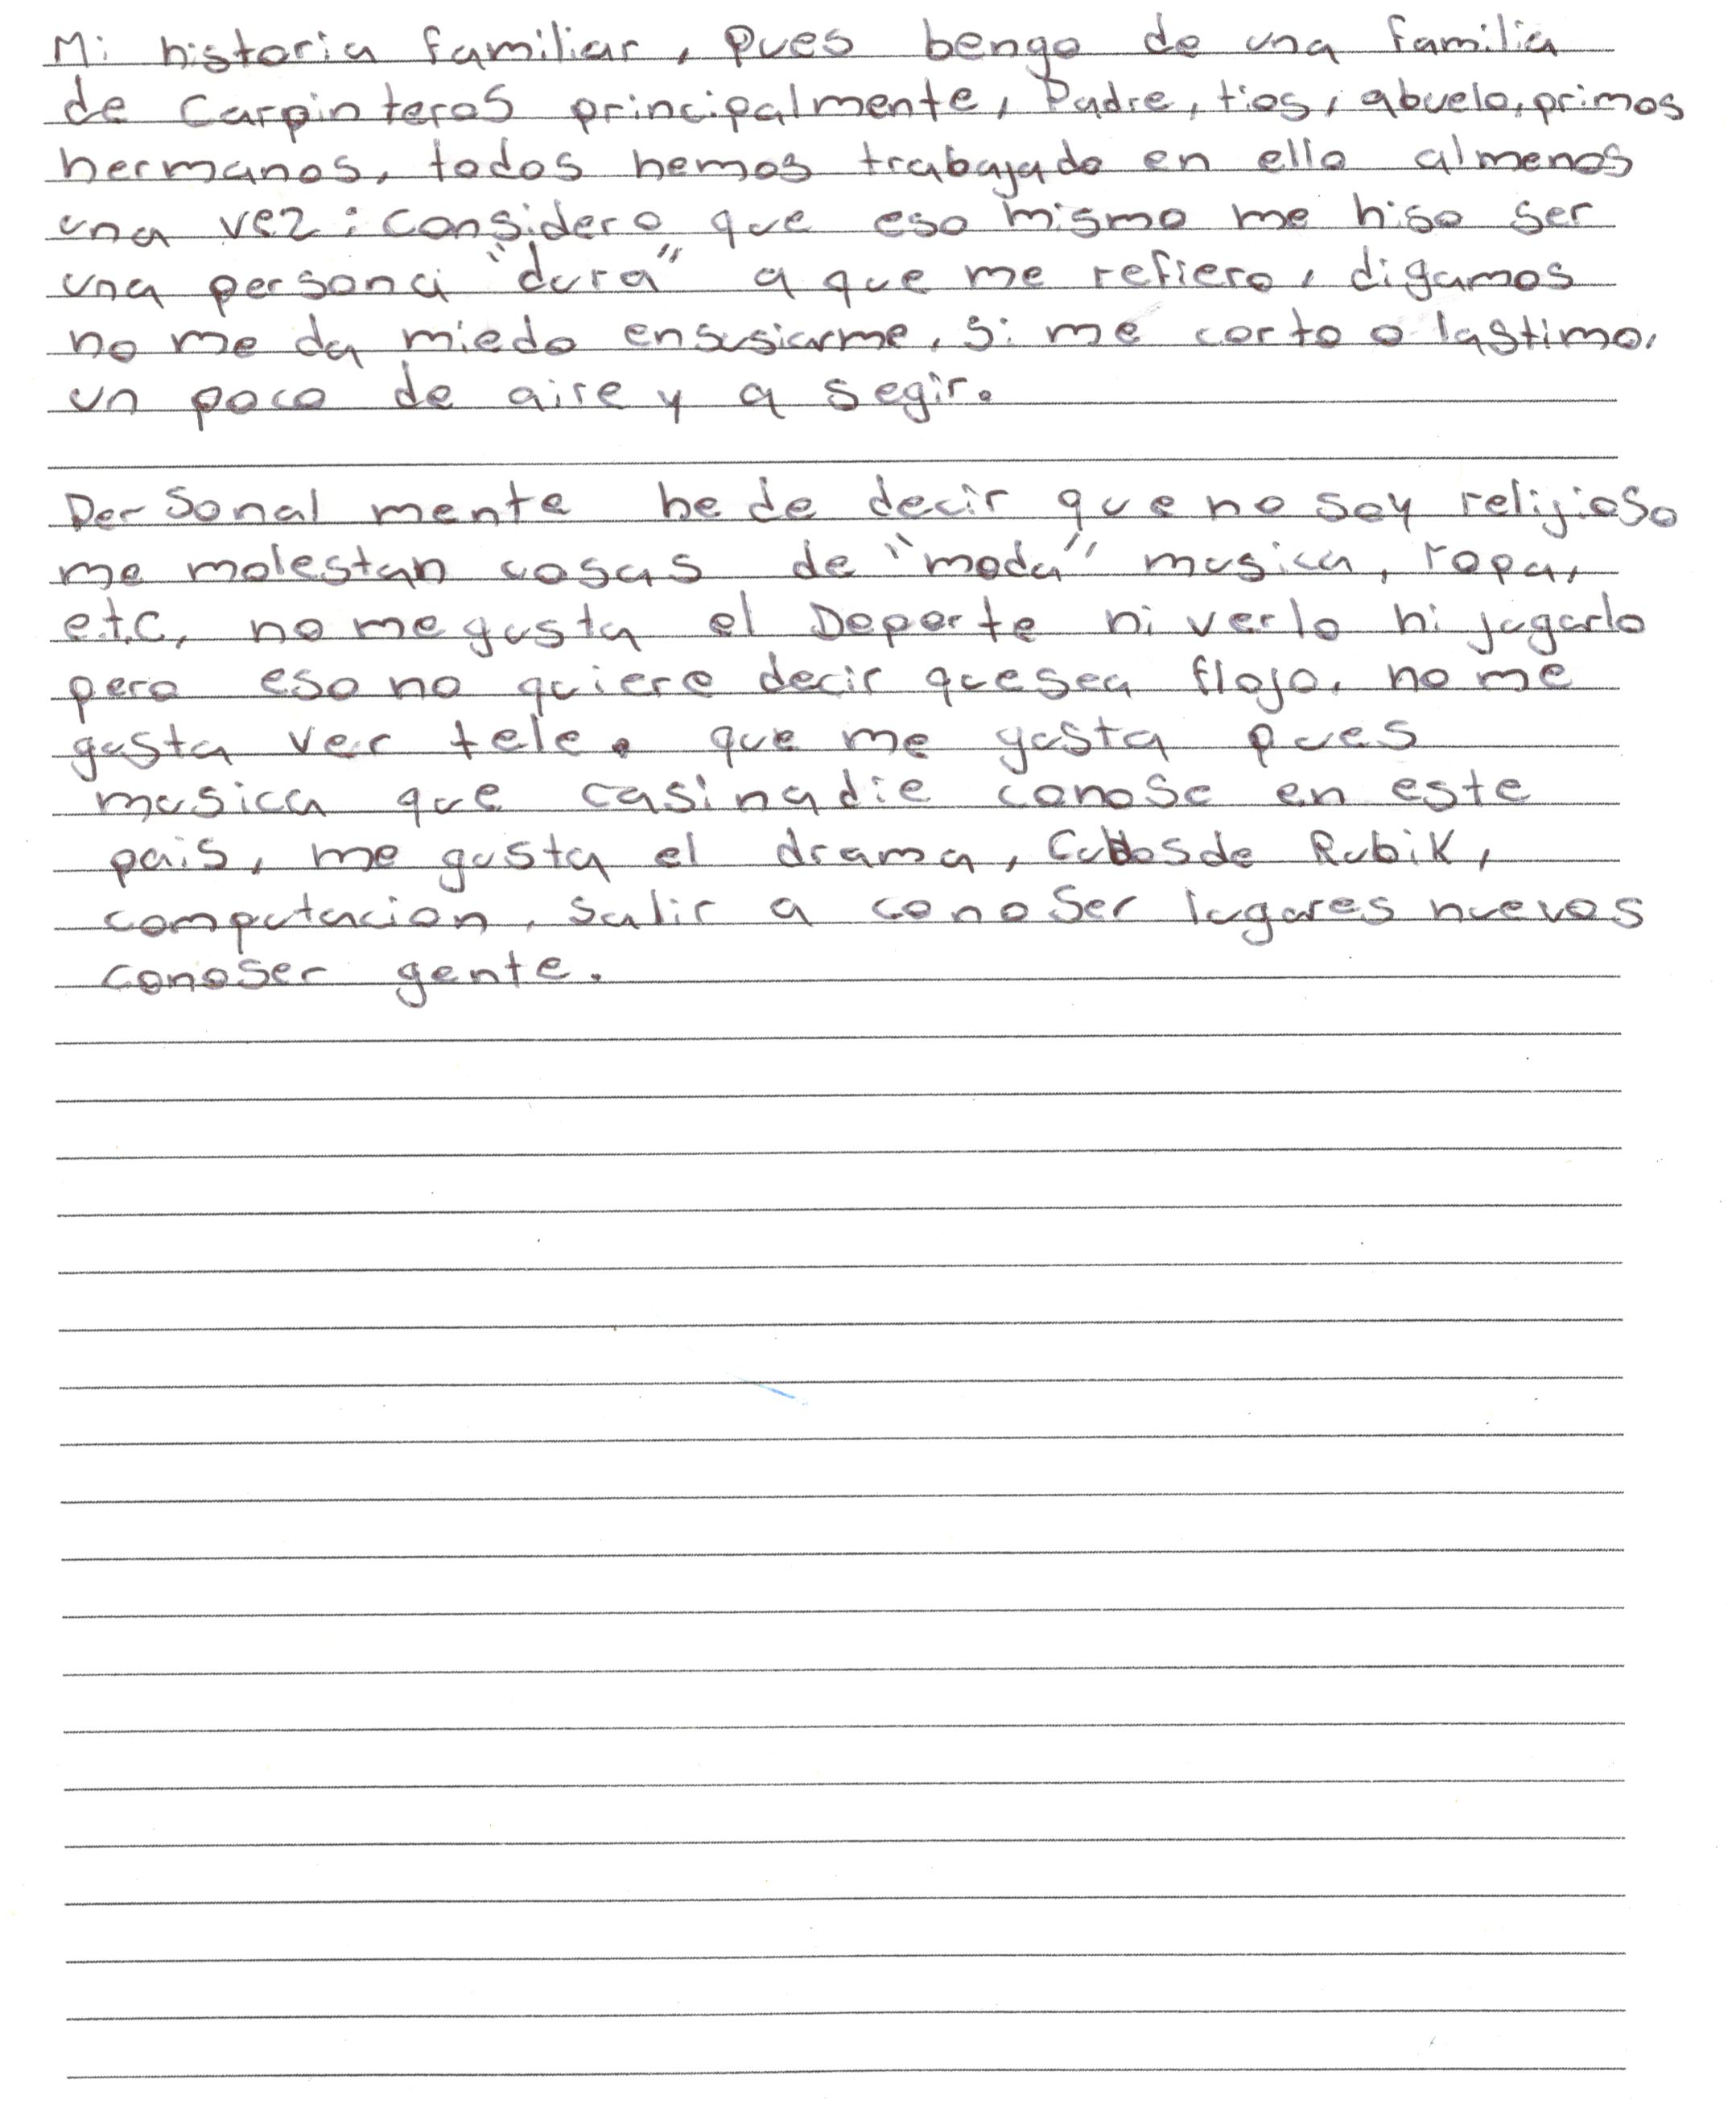 Mi historia familiar, pues bengo de una familia
de Carpinteros principalmente, Padre, tios, abuelo, primos
hermanos, todos hemos trabajado en ello almenos
una vez: considero que eso mismo me hiso ser
una persona "dura" a que me refiero, digamos
no me da miedo ensusiarme, si me corto o lastimo,
un poco de aire y a segir.
Personal mente he de decir que no soy religioso
me molestan cosas de "moda" musica, ropa,
etc, no me gusta el Deporte ni verlo ni jugarlo
pero eso no quiere decir que sea flojo, no me
gusta ver tele. que me gusta pues
musica que casi nadie conose en este
pais, me gusta el drama, Cubos de Rubik,
computacion, salir a conoser lugares nuevos
conoser gente.